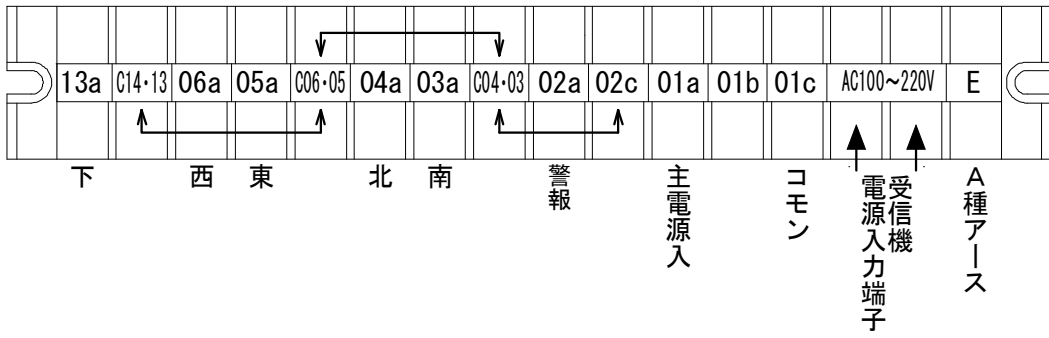 13a C14・13 06a 05a C06・05 04a 03a C04・03 02a 02c 01a 01b 01c AC100~220V E
下
西
東
北
南
警報
主電源入
コモン
受信機
電源入力端子
A種アース